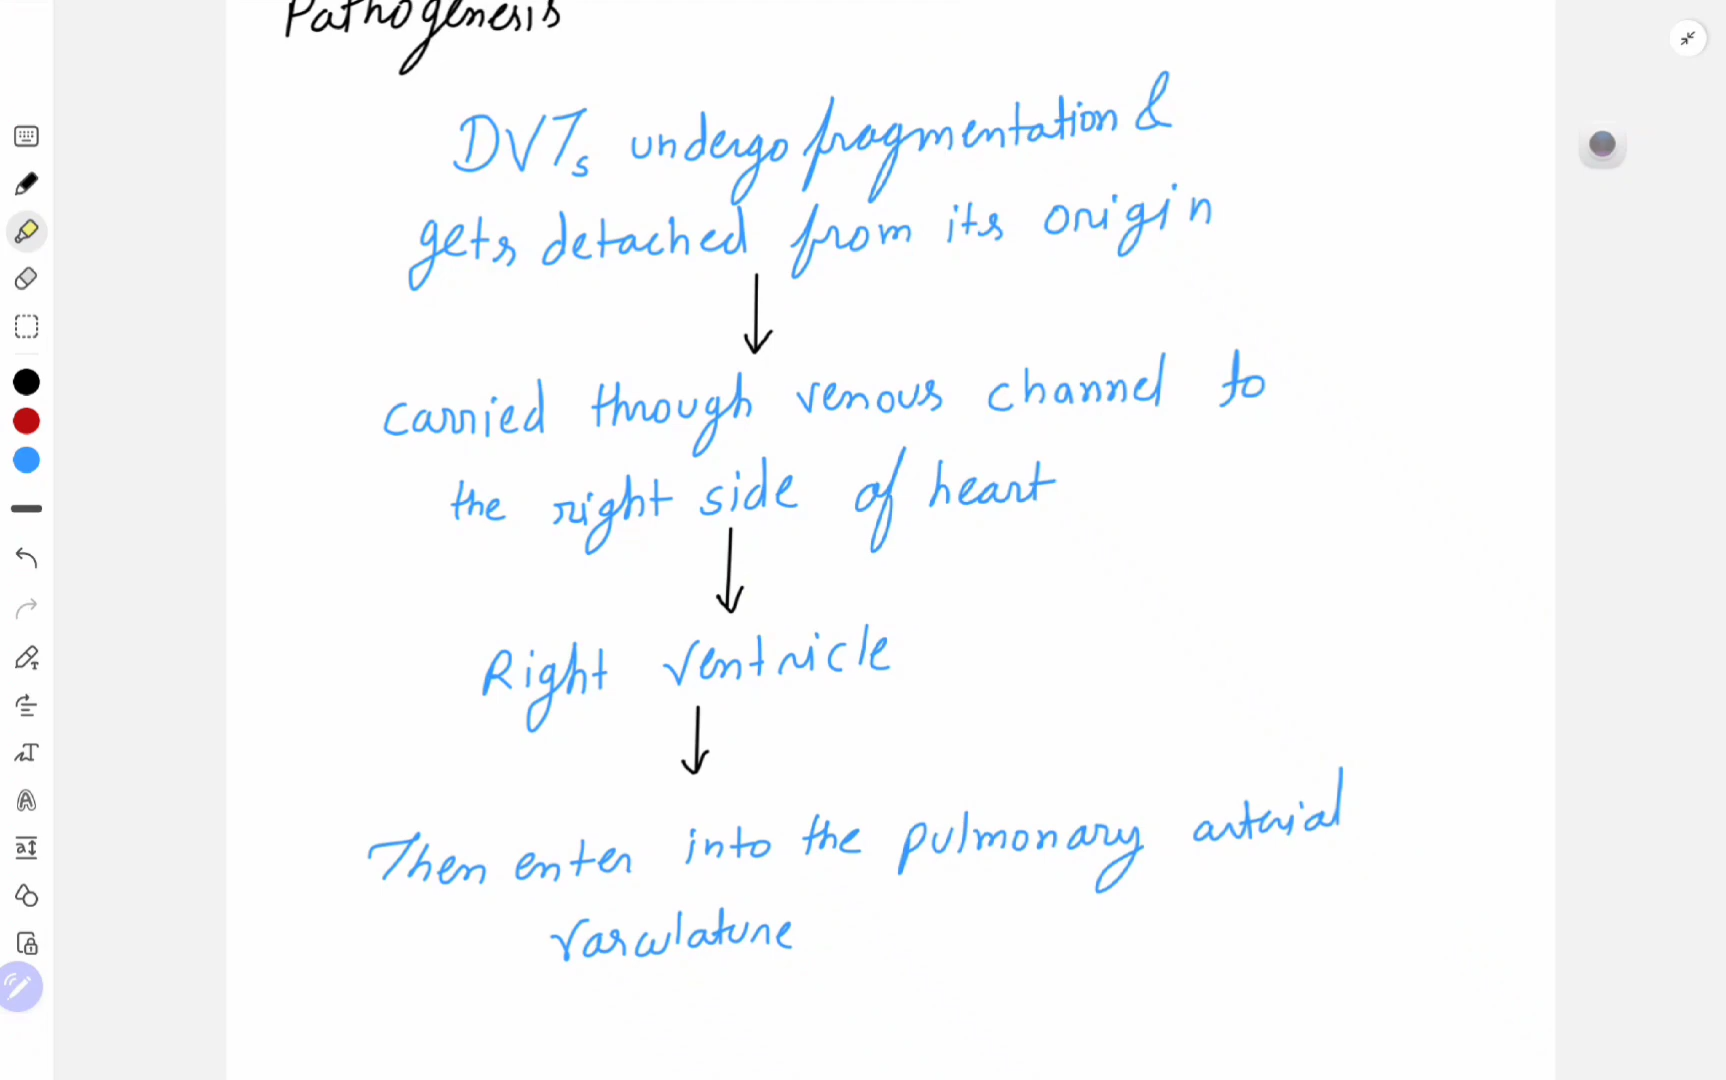 Pathogenesis
DVTs undergo fragmentation &
gets detached from its origin
carried through venous channel to
the right side of heart
Right ventricle
Then enter into the pulmonary arterial
vasculature